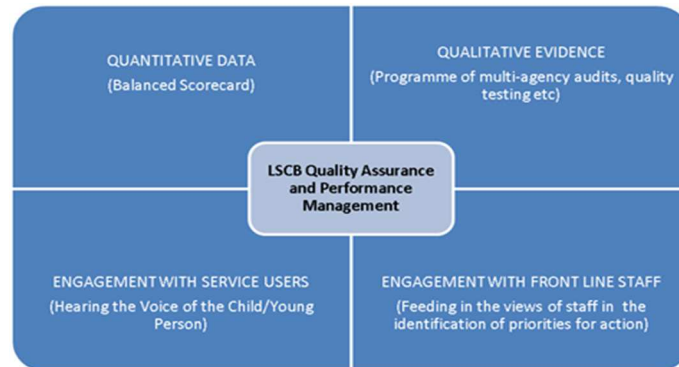 QUANTITATIVE DATA
(Balanced Scorecard)
QUALITATIVE EVIDENCE
(Programme of multi-agency audits, quality
testing etc)
LSCB Quality Assurance
and Performance
Management
ENGAGEMENT WITH SERVICE USERS
(Hearing the Voice of the Child/Young
Person)
ENGAGEMENT WITH FRONT LINE STAFF
(Feeding in the views of staff in the
identification of priorities for action)